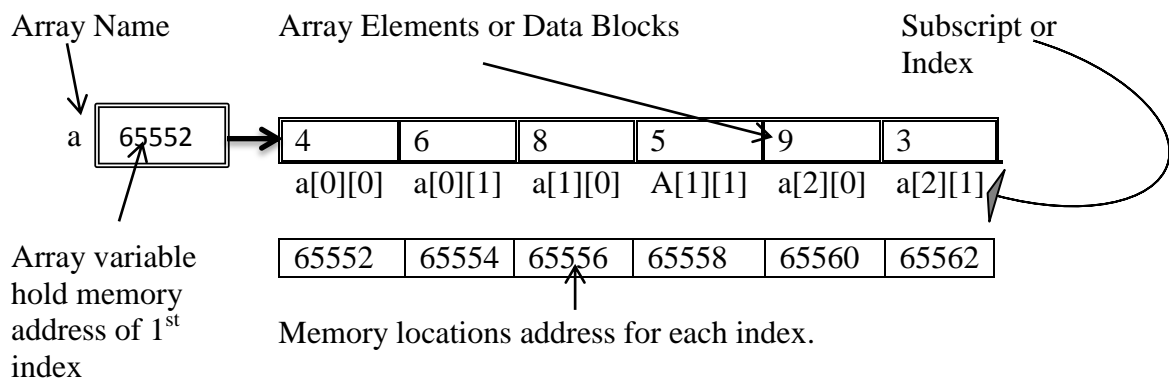 Array Name
Array Elements or Data Blocks
Subscript or
Index
a
65552
4 6 8 5 9 3
a[0][0] a[0][1] a[1][0] A[1][1] a[2][0] a[2][1]
65552 65554 65556 65558 65560 65562
Array variable
hold memory
address of 1st
index
Memory locations address for each index.